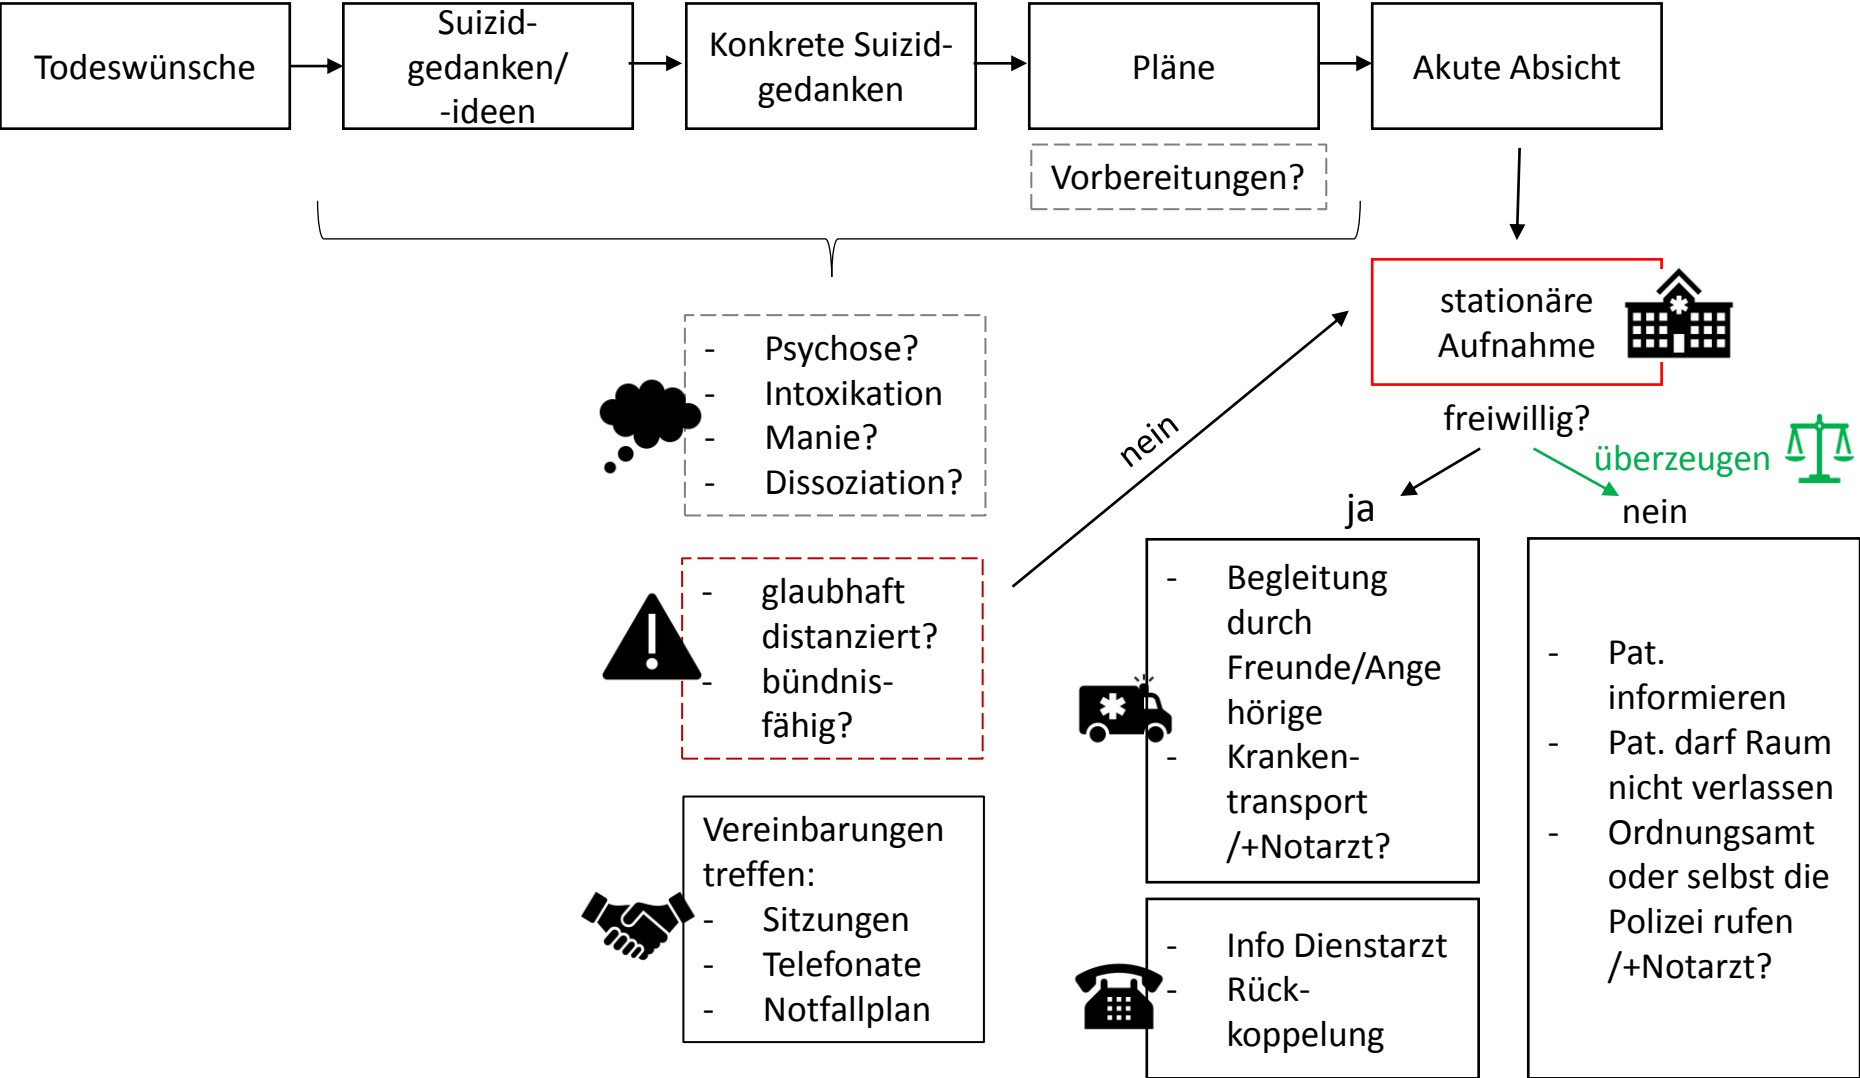 Todeswünsche
Suizid-
gedanken/
-ideen
Konkrete Suizid-
gedanken
Pläne
Akute Absicht
Vorbereitungen?
- Psychose?
- Intoxikation
- Manie?
- Dissoziation?
- glaubhaft
distanziert?
- bündnis-
fähig?
Vereinbarungen
treffen:
- Sitzungen
- Telefonate
- Notfallplan
nein
stationäre
Aufnahme
freiwillig?
überzeugen
ja
nein
- Begleitung
durch
Freunde/Ange
hörige
- Kranken-
transport
/+Notarzt?
- Info Dienstarzt
- Rück-
koppelung
- Pat.
informieren
- Pat. darf Raum
nicht verlassen
- Ordnungsamt
oder selbst die
Polizei rufen
/+Notarzt?